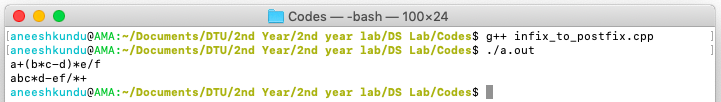 Codes — -bash — 100×24
[aneeshkundu@AMA:~/Documents/DTU/2nd Year/2nd year lab/DS Lab/Codes$ g++ infix_to_postfix.cpp ]
[aneeshkundu@AMA:~/Documents/DTU/2nd Year/2nd year lab/DS Lab/Codes$ ./a.out ]
a+(b*c-d)*e/f
abc*d-ef/*+
aneeshkundu@AMA:~/Documents/DTU/2nd Year/2nd year lab/DS Lab/Codes$